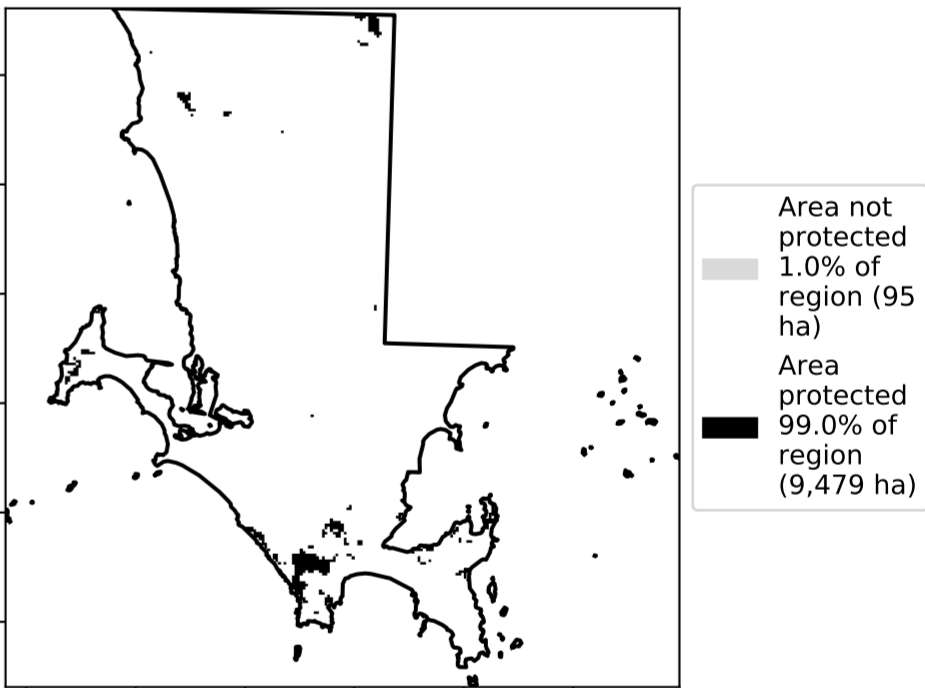 Area not
protected
1.0% of
region (95
ha)
Area
protected
99.0% of
region
(9,479 ha)